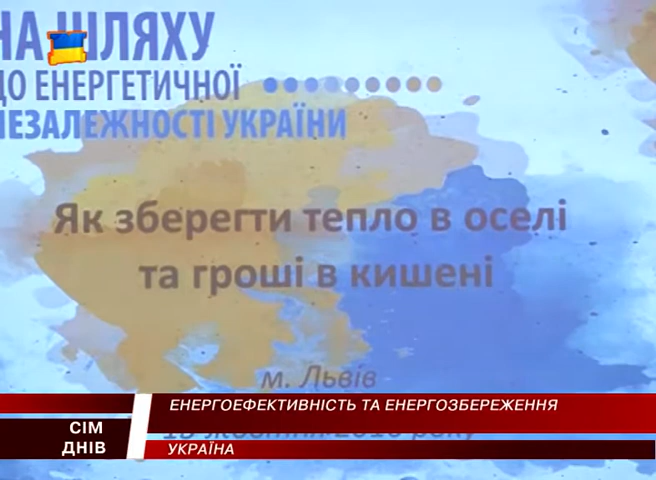 НА ШЛЯХУ
ДО ЕНЕРГЕТИЧНОЇ
НЕЗАЛЕЖНОСТІ УКРАЇНИ
Як зберегти тепло в оселі
та гроші в кишені
м. Львів
ЕНЕРГОЕФЕКТИВНІСТЬ ТА ЕНЕРГОЗБЕРЕЖЕННЯ
СІМ
ДНІВ
УКРАЇНА